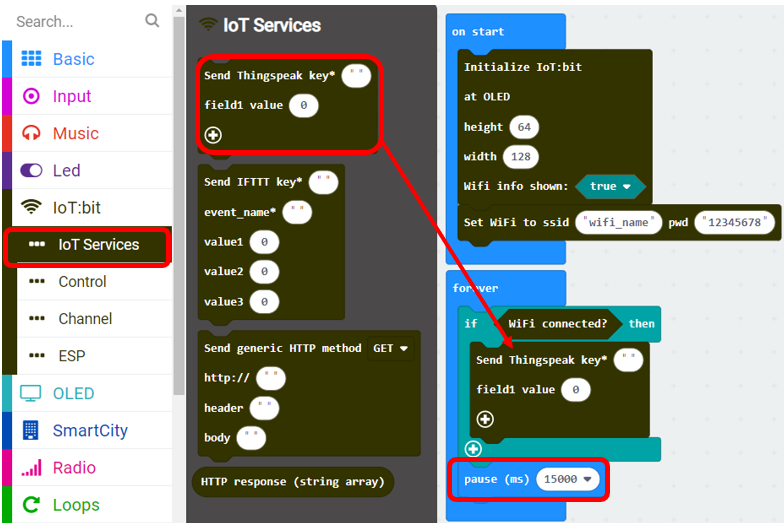 Search...
Basic
Input
Music
Led
IoT:bit
IoT Services
Control
Channel
ESP
OLED
SmartCity
Radio
Loops
IoT Services
Send Thingspeak key* " "
field1 value 0
Send IFTTT key* " "
event_name* " "
value1 0
value2 0
value3 0
Send generic HTTP method GET
http:// " "
header " "
body " "
HTTP response (string array)
on start
Initialize IoT:bit
at OLED
height 64
width 128
Wifi info shown: true
Set WiFi to ssid "wifi_name" pwd "12345678"
forever
if WiFi connected? then
Send Thingspeak key* " "
field1 value 0
pause (ms) 15000